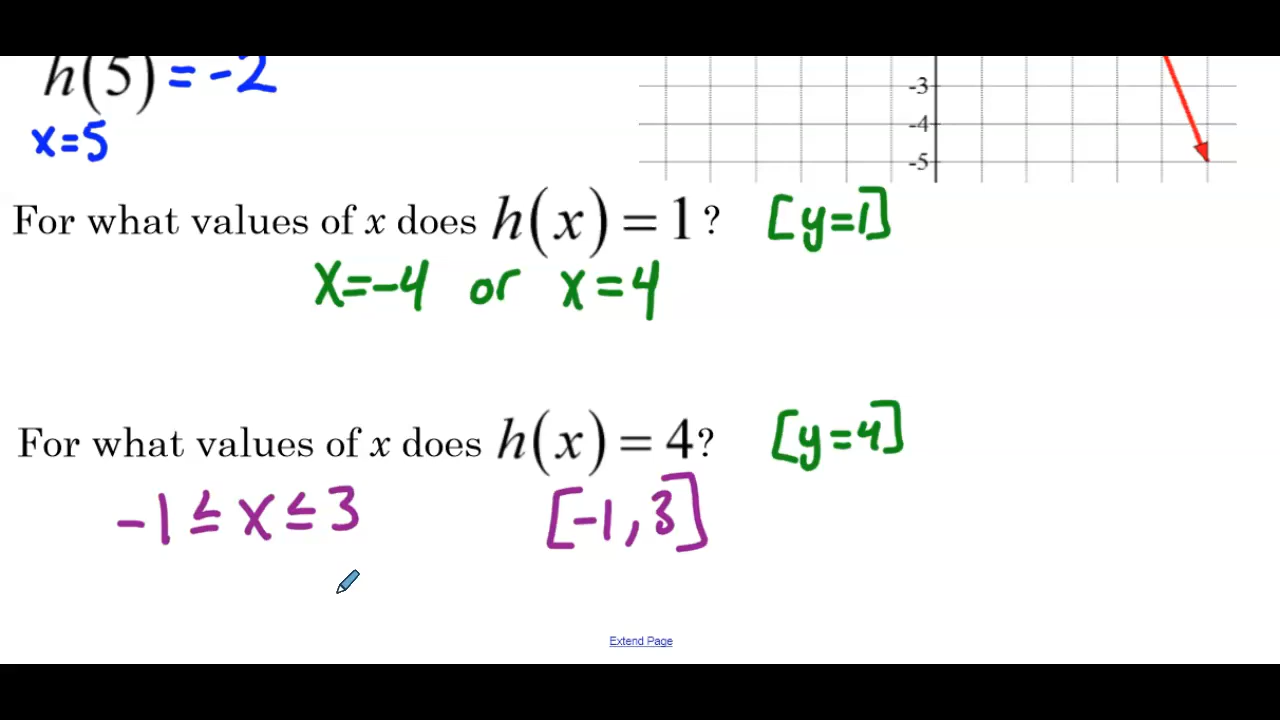 h(5) = -2
x=5
-3
-4
-5
For what values of x does h(x) = 1? [y=1]
x=-4 or x=4
For what values of x does h(x) = 4? [y=4]
-1 ≤ x ≤ 3 [-1, 3]
Extend Page